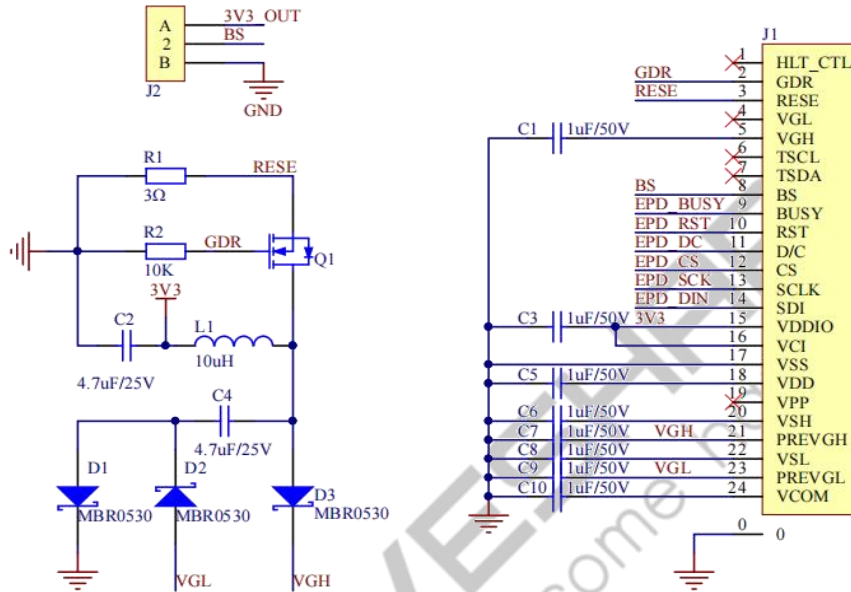 A 3V3_OUT
2 BS
B
J2
GND
R1
RESE
3Ω
R2
GDR
10K
Q1
3V3
C2
L1
10uH
4.7uF/25V
C4
4.7uF/25V
D1
D2
D3
MBR0530
MBR0530
MBR0530
VGL
VGH
J1
1 HLT_CTL
GDR 2 GDR
RESE 3 RESE
4 VGL
C1 1uF/50V 5 VGH
6 TSCL
7 TSDA
BS 8 BS
EPD_BUSY 9 BUSY
EPD_RST 10 RST
EPD_DC 11 D/C
EPD_CS 12 CS
EPD_SCK 13 SCLK
EPD_DIN 14 SDI
C3 1uF/50V 3V3 15 VDDIO
16 VCI
17 VSS
C5 1uF/50V 18 VDD
19 VPP
C6 1uF/50V 20 VSH
C7 1uF/50V VGH 21 PREVGH
C8 1uF/50V 22 VSL
C9 1uF/50V VGL 23 PREVGL
C10 1uF/50V 24 VCOM
0 0